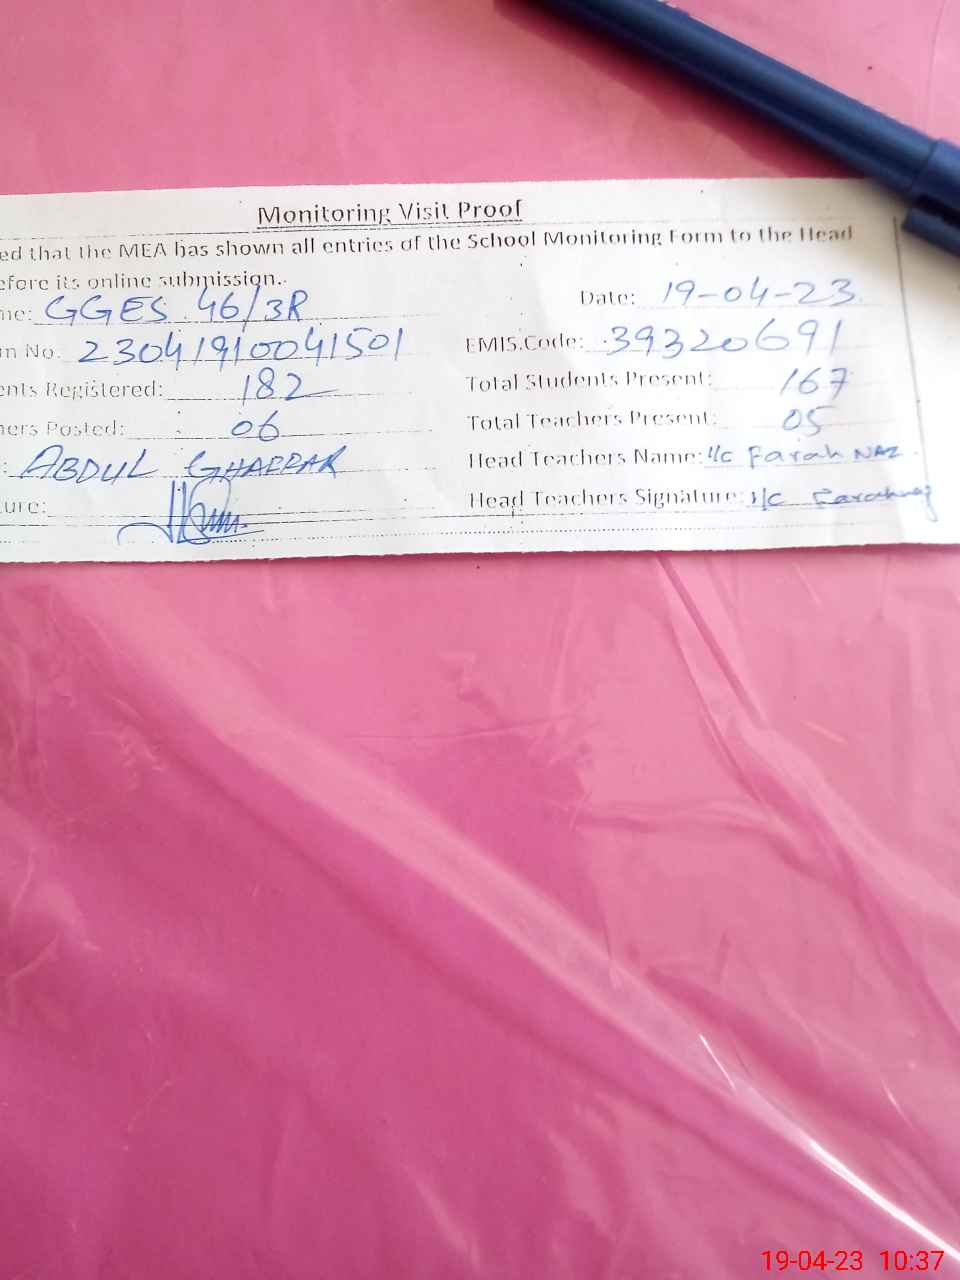 Monitoring Visit Proof
ed that the MEA has shown all entries of the School Monitoring Form to the Head
efore its online submission.
me: GGES 46/3R Date: 19-04-23
n No. 23041910041501 EMIS.Code: 39320691
ents Registered: 182 Total Students Present: 167
hers Posted: 06 Total Teachers Present: 05
: ABDUL GHAFFAR Head Teachers Name: I/C Farah NAZ
ure: Head Teachers Signature: I/C Farahnaz
19-04-23 10:37